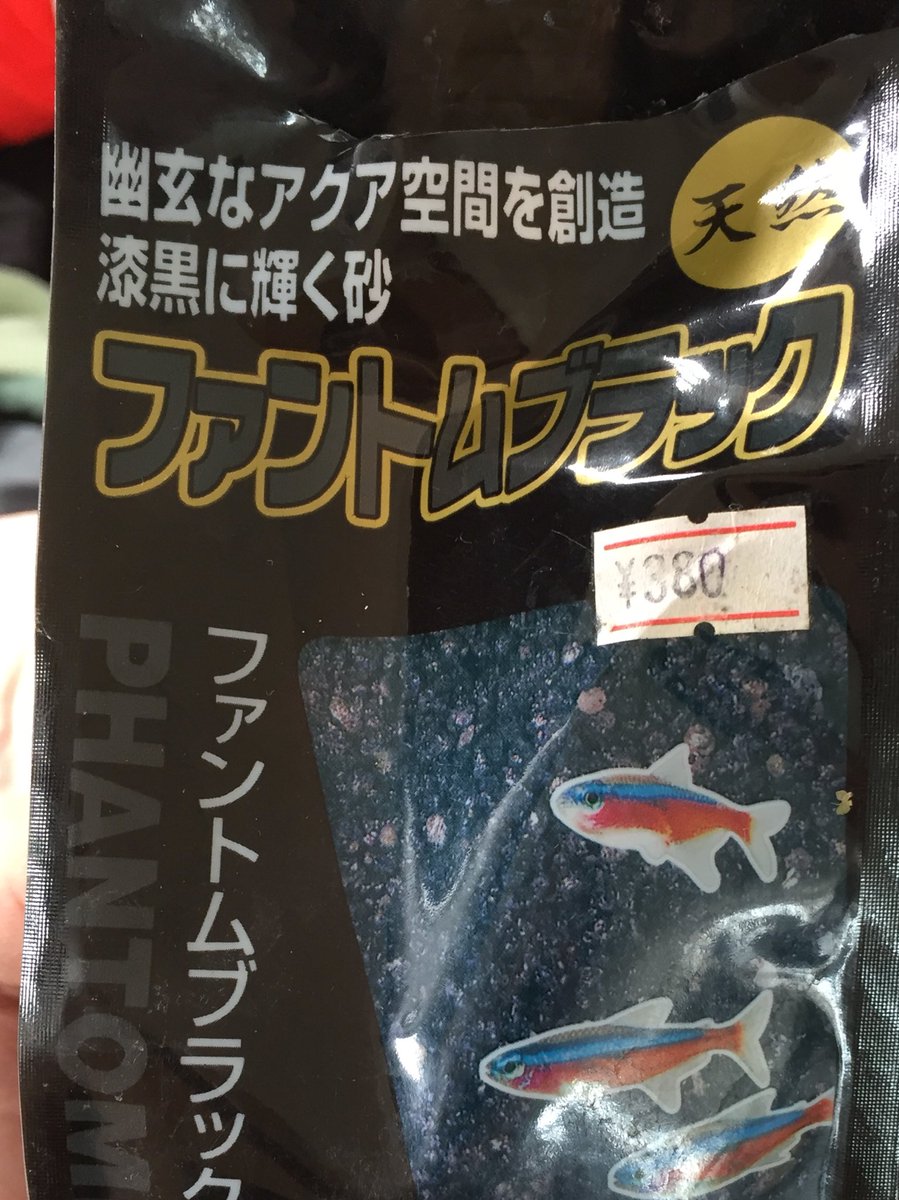 幽玄なアクア空間を創造
漆黒に輝く砂
天然
ファントムブラック
¥380
ファントムブラック
PHANTOM